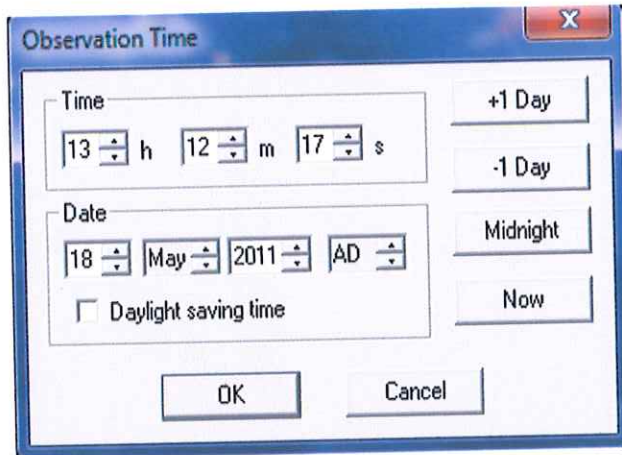 Observation Time
Time
13 h 12 m 17 s
Date
18 May 2011 AD
Daylight saving time
+1 Day
-1 Day
Midnight
Now
OK
Cancel